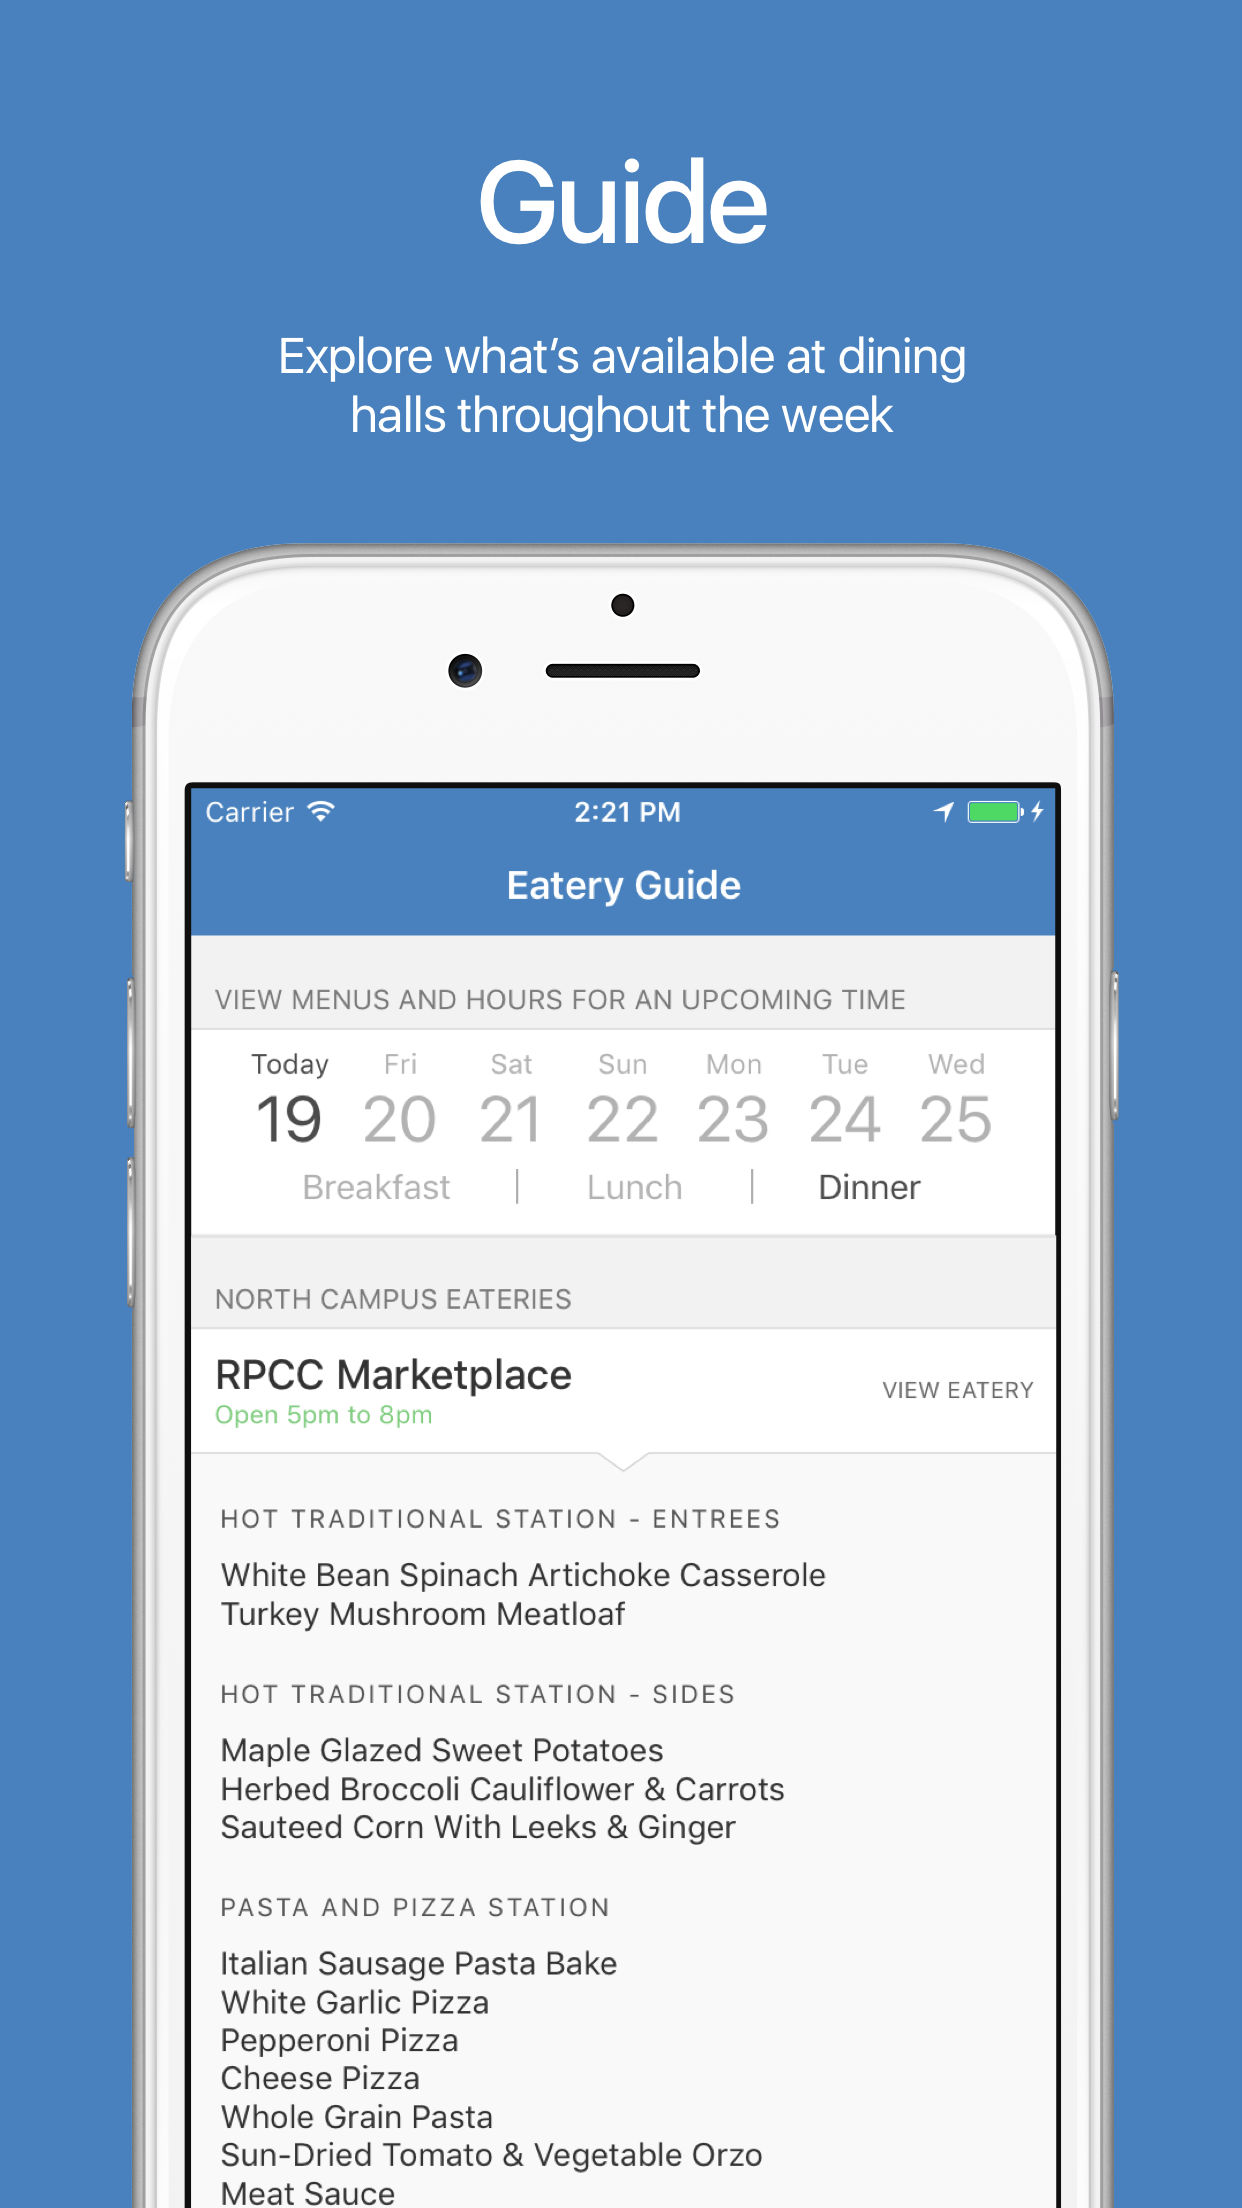 Guide
Explore what’s available at dining
halls throughout the week
Carrier 2:21 PM
Eatery Guide
VIEW MENUS AND HOURS FOR AN UPCOMING TIME
Today Fri Sat Sun Mon Tue Wed
19 20 21 22 23 24 25
Breakfast | Lunch | Dinner
NORTH CAMPUS EATERIES
RPCC Marketplace
Open 5pm to 8pm
VIEW EATERY
HOT TRADITIONAL STATION - ENTREES
White Bean Spinach Artichoke Casserole
Turkey Mushroom Meatloaf
HOT TRADITIONAL STATION - SIDES
Maple Glazed Sweet Potatoes
Herbed Broccoli Cauliflower & Carrots
Sauteed Corn With Leeks & Ginger
PASTA AND PIZZA STATION
Italian Sausage Pasta Bake
White Garlic Pizza
Pepperoni Pizza
Cheese Pizza
Whole Grain Pasta
Sun-Dried Tomato & Vegetable Orzo
Meat Sauce